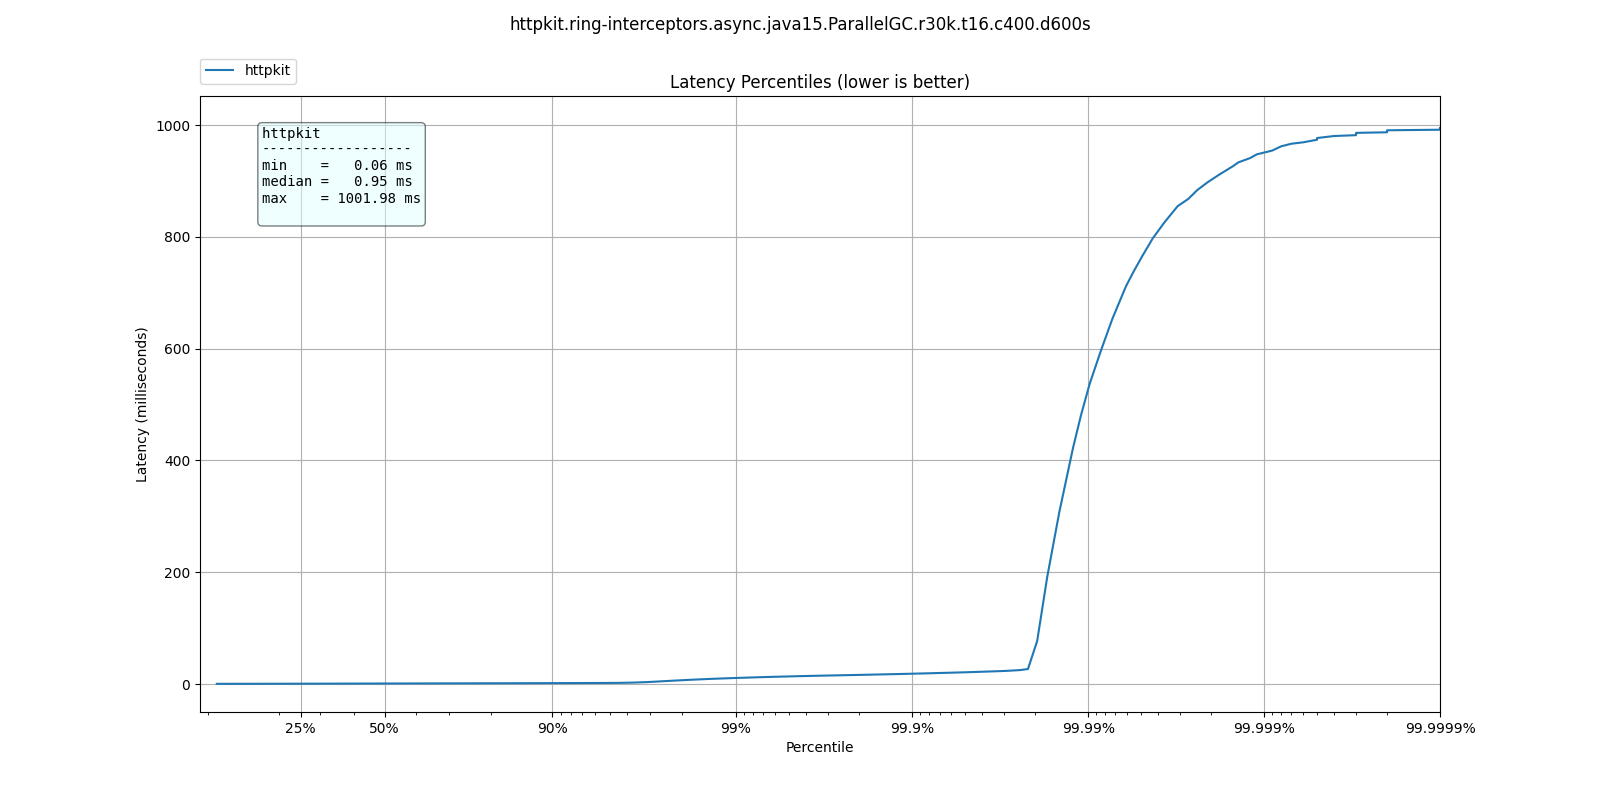 httpkit.ring-interceptors.async.java15.ParallelGC.r30k.t16.c400.d600s
httpkit
Latency Percentiles (lower is better)
httpkit
------------------
min    =   0.06 ms
median =   0.95 ms
max    = 1001.98 ms
1000
800
600
400
200
0
Latency (milliseconds)
25% 50% 90% 99% 99.9% 99.99% 99.999% 99.9999%
Percentile